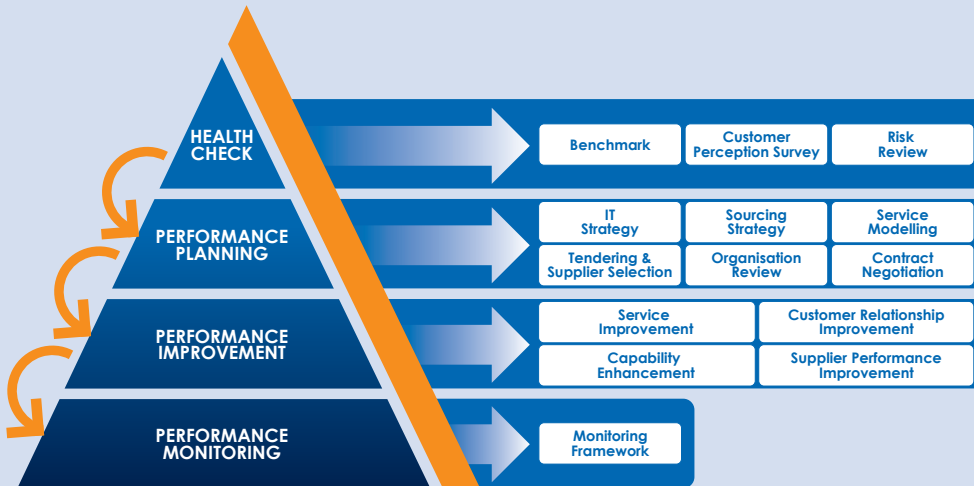 HEALTH
CHECK
Benchmark
Customer
Perception Survey
Risk
Review
PERFORMANCE
PLANNING
IT
Strategy
Sourcing
Strategy
Service
Modelling
Tendering &
Supplier Selection
Organisation
Review
Contract
Negotiation
PERFORMANCE
IMPROVEMENT
Service
Improvement
Customer Relationship
Improvement
Capability
Enhancement
Supplier Performance
Improvement
PERFORMANCE
MONITORING
Monitoring
Framework